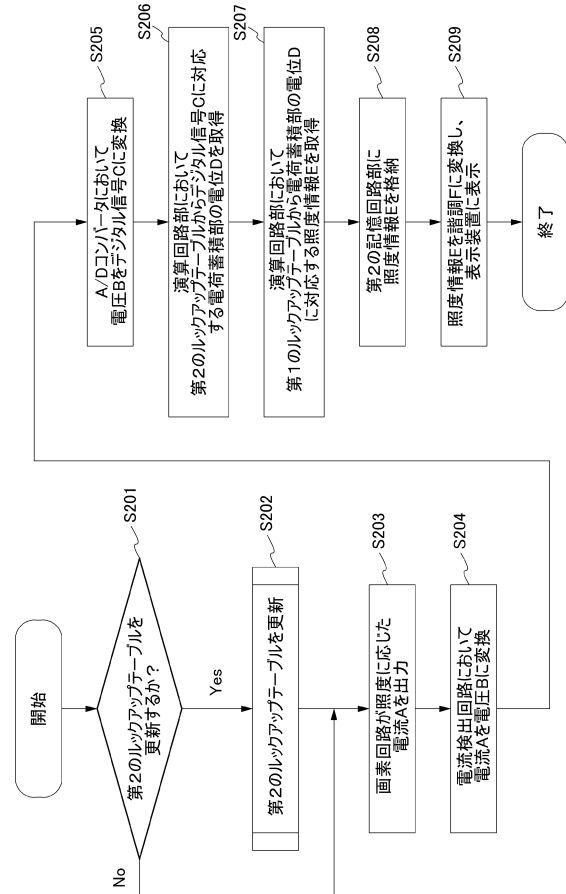 開始
S201
第2のルックアップテーブルを
更新するか?
No
Yes
S202
第2のルックアップテーブルを更新
S203
画素回路が照度に応じた
電流Aを出力
S204
電流検出回路において
電流Aを電圧Bに変換
S205
A/Dコンバータにおいて
電圧Bをデジタル信号Cに変換
S206
演算回路部において
第2のルックアップテーブルからデジタル信号Cに対応
する電荷蓄積部の電位Dを取得
S207
演算回路部において
第1のルックアップテーブルから電荷蓄積部の電位D
に対応する照度情報Eを取得
S208
第2の記憶回路部に
照度情報Eを格納
S209
照度情報Eを諧調Fに変換し、
表示装置に表示
終了